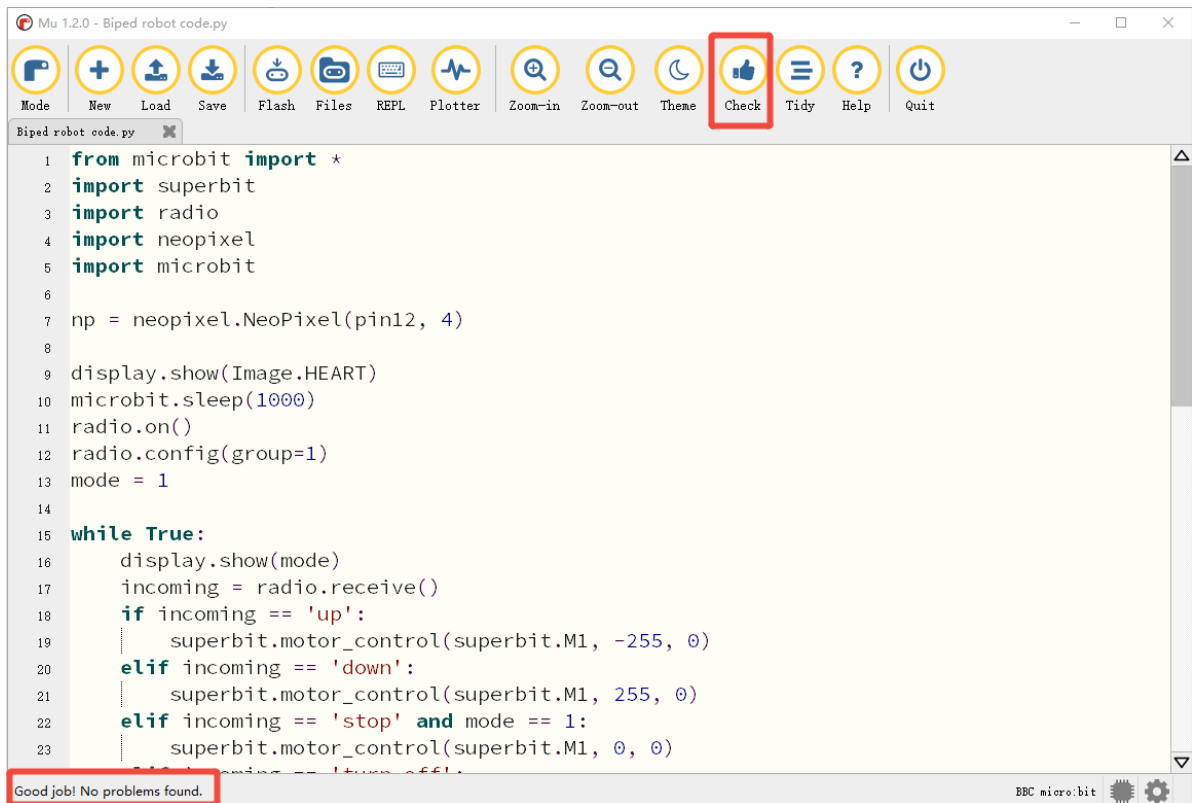 Mu 1.2.0 - Biped robot code.py
Mode New Load Save Flash Files REPL Plotter Zoom-in Zoom-out Theme Check Tidy Help Quit
Biped robot code.py
1 from microbit import *
2 import superbit
3 import radio
4 import neopixel
5 import microbit
6
7 np = neopixel.NeoPixel(pin12, 4)
8
9 display.show(Image.HEART)
10 microbit.sleep(1000)
11 radio.on()
12 radio.config(group=1)
13 mode = 1
14
15 while True:
16     display.show(mode)
17     incoming = radio.receive()
18     if incoming == 'up':
19         superbit.motor_control(superbit.M1, -255, 0)
20     elif incoming == 'down':
21         superbit.motor_control(superbit.M1, 255, 0)
22     elif incoming == 'stop' and mode == 1:
23         superbit.motor_control(superbit.M1, 0, 0)
elif incoming == 'turn_off':
Good job! No problems found.
BBC micro:bit